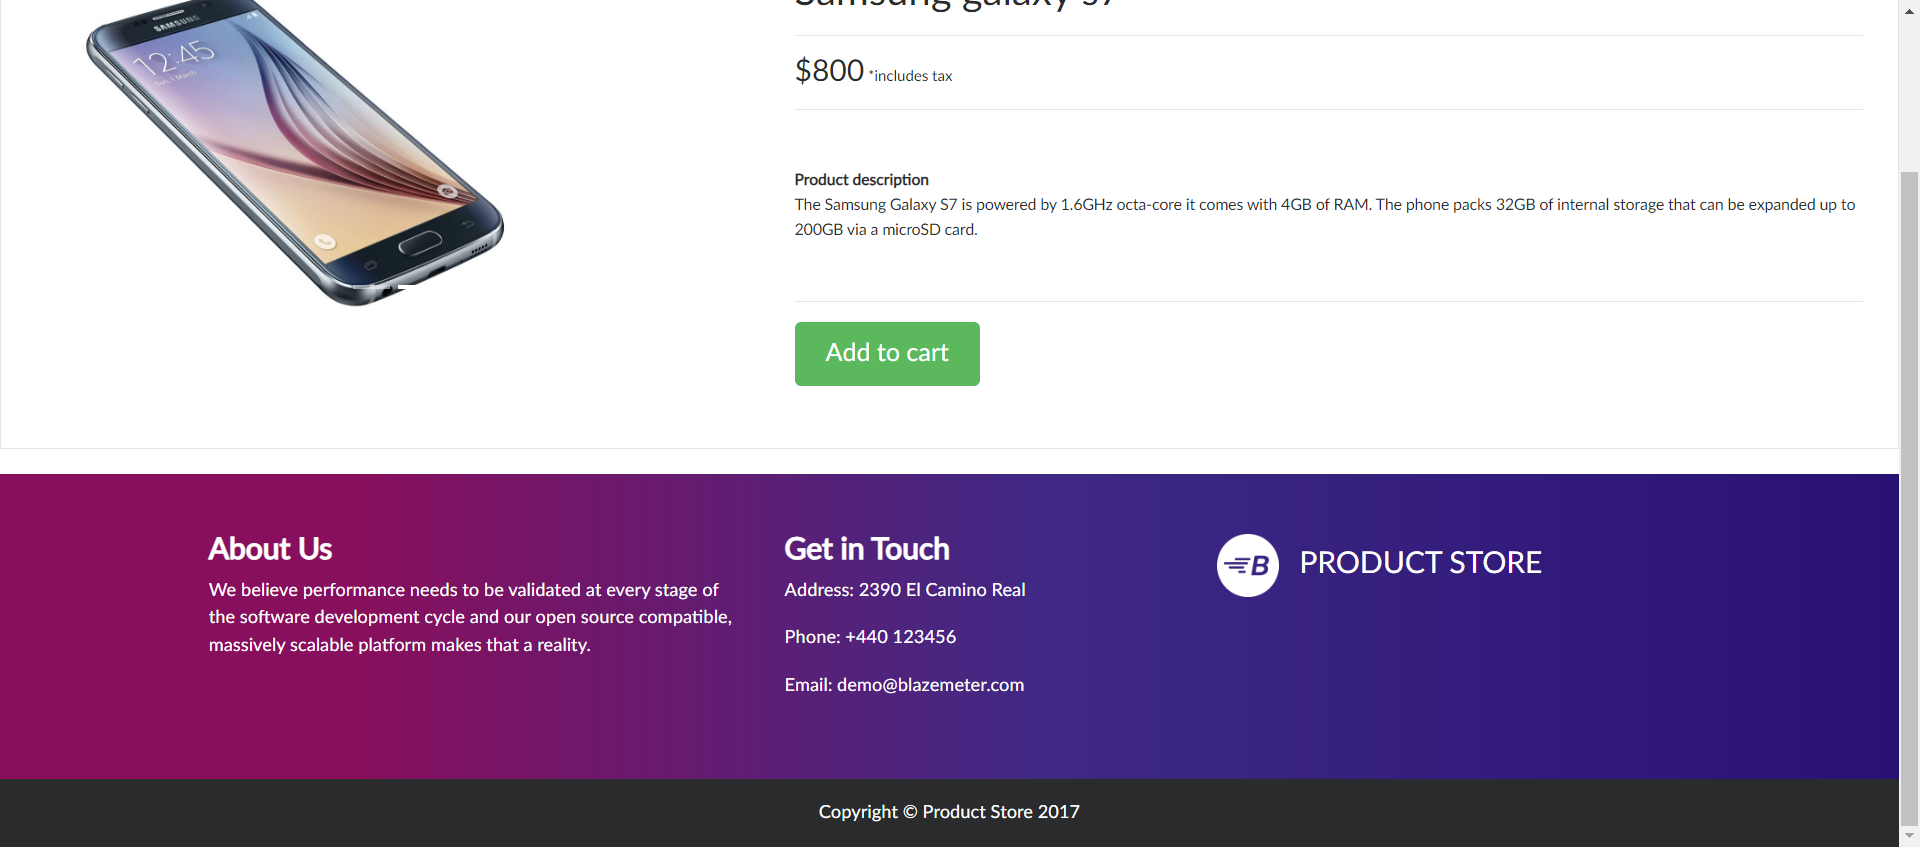 SAMSUNG
12:45
Samsung galaxy s7
$800 *includes tax
Product description
The Samsung Galaxy S7 is powered by 1.6GHz octa-core it comes with 4GB of RAM. The phone packs 32GB of internal storage that can be expanded up to
200GB via a microSD card.
Add to cart
About Us
We believe performance needs to be validated at every stage of
the software development cycle and our open source compatible,
massively scalable platform makes that a reality.
Get in Touch
Address: 2390 El Camino Real
Phone: +440 123456
Email: demo@blazemeter.com
B PRODUCT STORE
Copyright © Product Store 2017